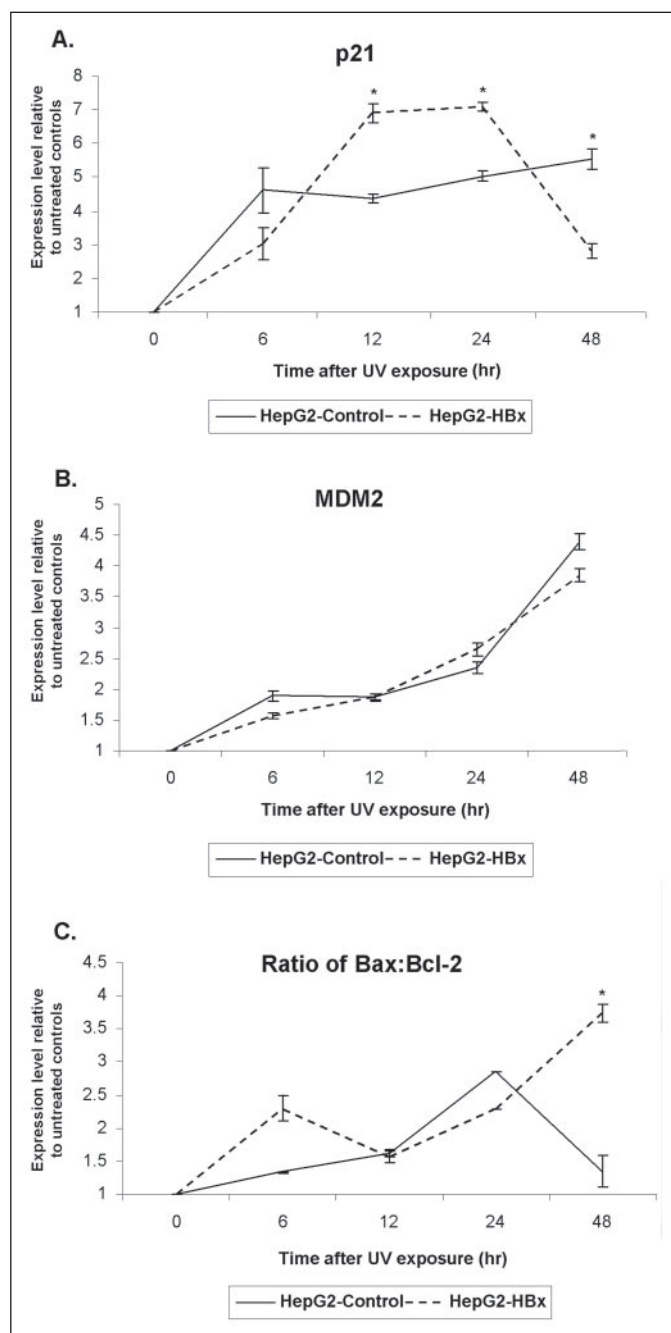 A.
p21
Expression level relative
to untreated controls
8
7
6
5
4
3
2
1
* * *
0 6 12 24 48
Time after UV exposure (hr)
HepG2-Control HepG2-HBx
B.
MDM2
Expression level relative
to untreated controls
5
4.5
4
3.5
3
2.5
2
1.5
1
0 6 12 24 48
Time after UV exposure (hr)
HepG2-Control HepG2-HBx
C.
Ratio of Bax:Bcl-2
Expression level relative
to untreated controls
4.5
4
3.5
3
2.5
2
1.5
1
*
0 6 12 24 48
Time after UV exposure (hr)
HepG2-Control HepG2-HBx